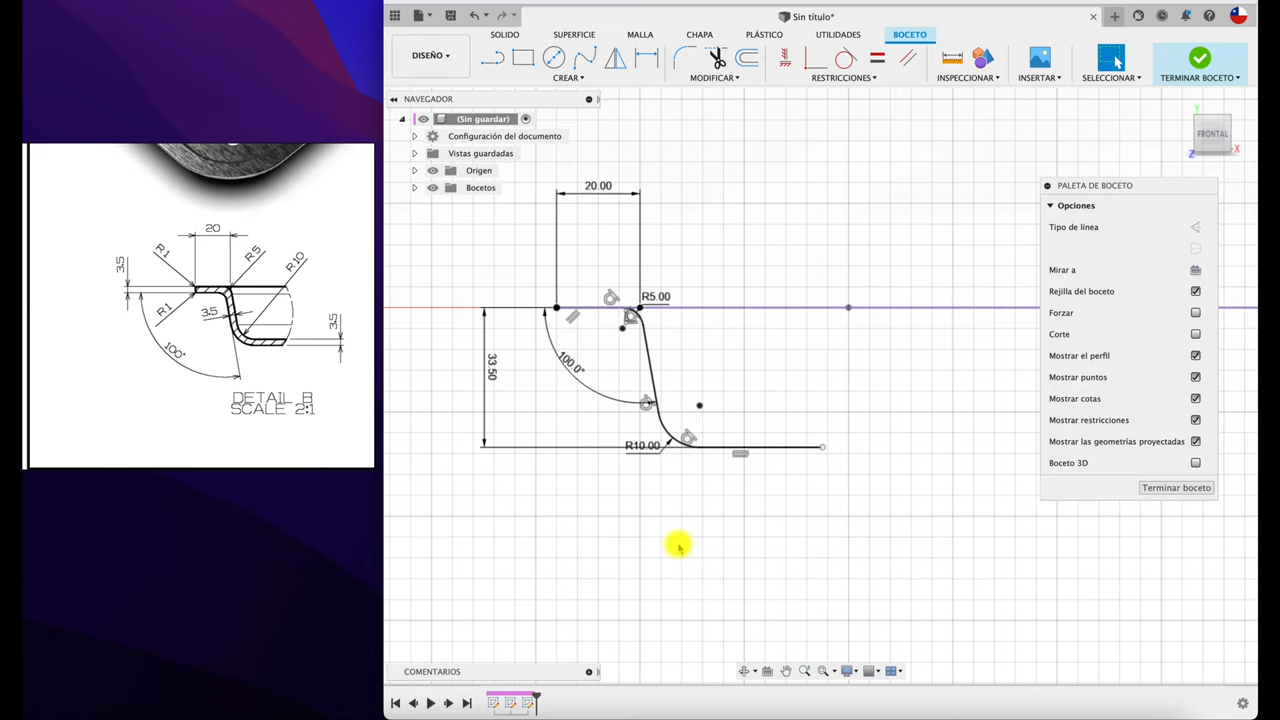 Sin título*
DISEÑO
SOLIDO
SUPERFICIE
MALLA
CHAPA
PLÁSTICO
UTILIDADES
BOCETO
CREAR
MODIFICAR
RESTRICCIONES
INSPECCIONAR
INSERTAR
SELECCIONAR
TERMINAR BOCETO
NAVEGADOR
(Sin guardar)
Configuración del documento
Vistas guardadas
Origen
Bocetos
FRONTAL
Y
Z
-X
PALETA DE BOCETO
Opciones
Tipo de línea
Mirar a
Rejilla del boceto
Forzar
Corte
Mostrar el perfil
Mostrar puntos
Mostrar cotas
Mostrar restricciones
Mostrar las geometrías proyectadas
Boceto 3D
Terminar boceto
20.00
R5.00
33.50
100.0°
R10.00
20
R1
R5
R10
3.5
R1
3.5
3.5
100°
DETAIL B
SCALE 2:1
COMENTARIOS